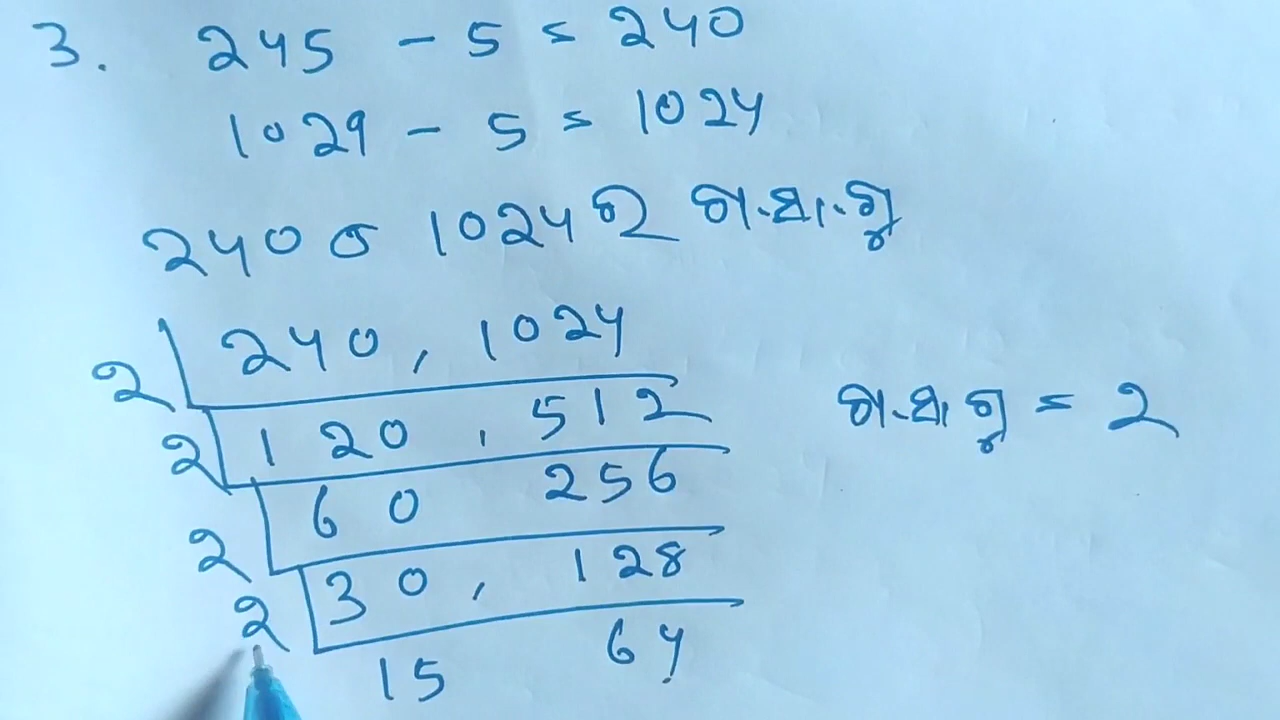 3. 245 - 5 = 240
1029 - 5 = 1024
240 ଓ 1024 ର ଗ.ସା.ଗୁ
2 240, 1024
2 120, 512
ଗ.ସା.ଗୁ = 2
2 60 256
2 30, 128
15 64